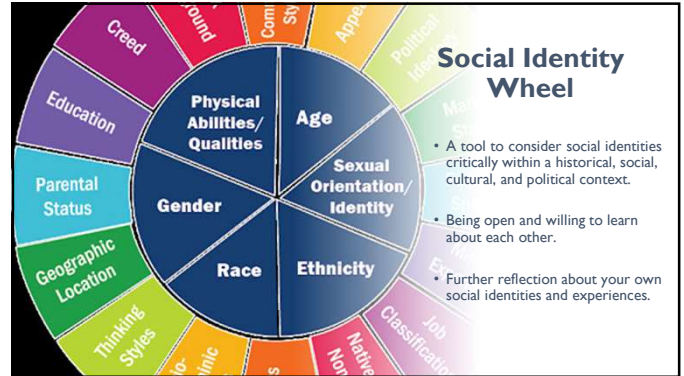 Social Identity
Wheel
• A tool to consider social identities
critically within a historical, social,
cultural, and political context.
• Being open and willing to learn
about each other.
• Further reflection about your own
social identities and experiences.
Physical
Abilities/
Qualities
Age
Sexual
Orientation/
Identity
Gender
Race
Ethnicity
Creed
Education
Parental
Status
Geographic
Location
Thinking
Styles
Political
Job
Classification